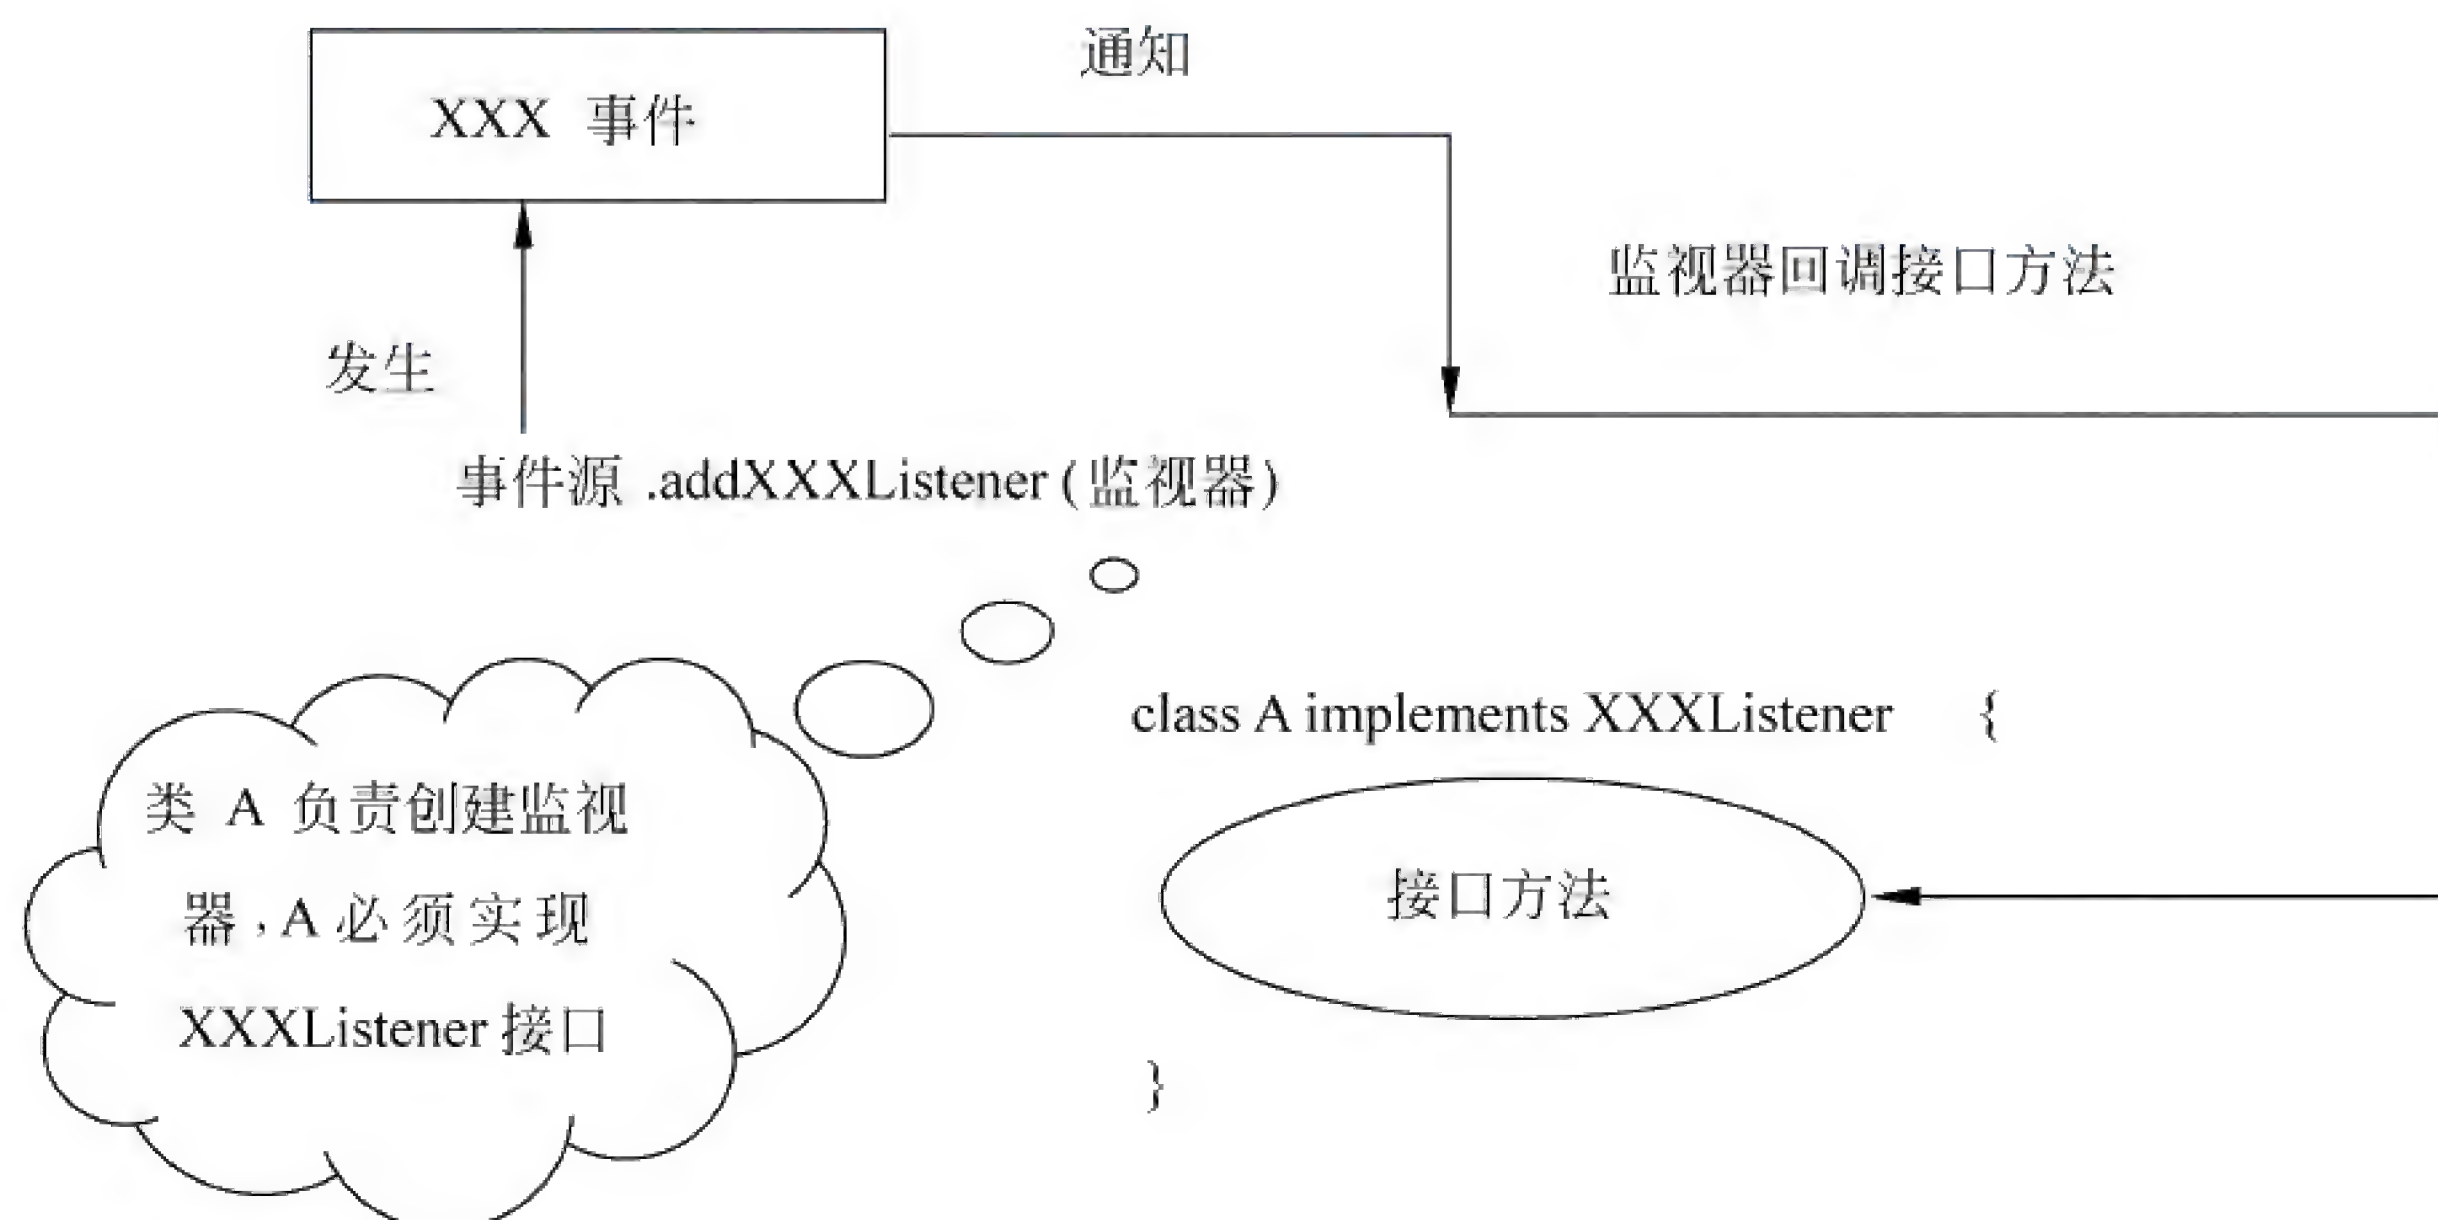 通知
XXX 事件
监视器回调接口方法
发生
事件源 .addXXXListener (监视器)
class A implements XXXListener {
类 A 负责创建监视
器,A 必须实现
XXXListener 接口
接口方法
}